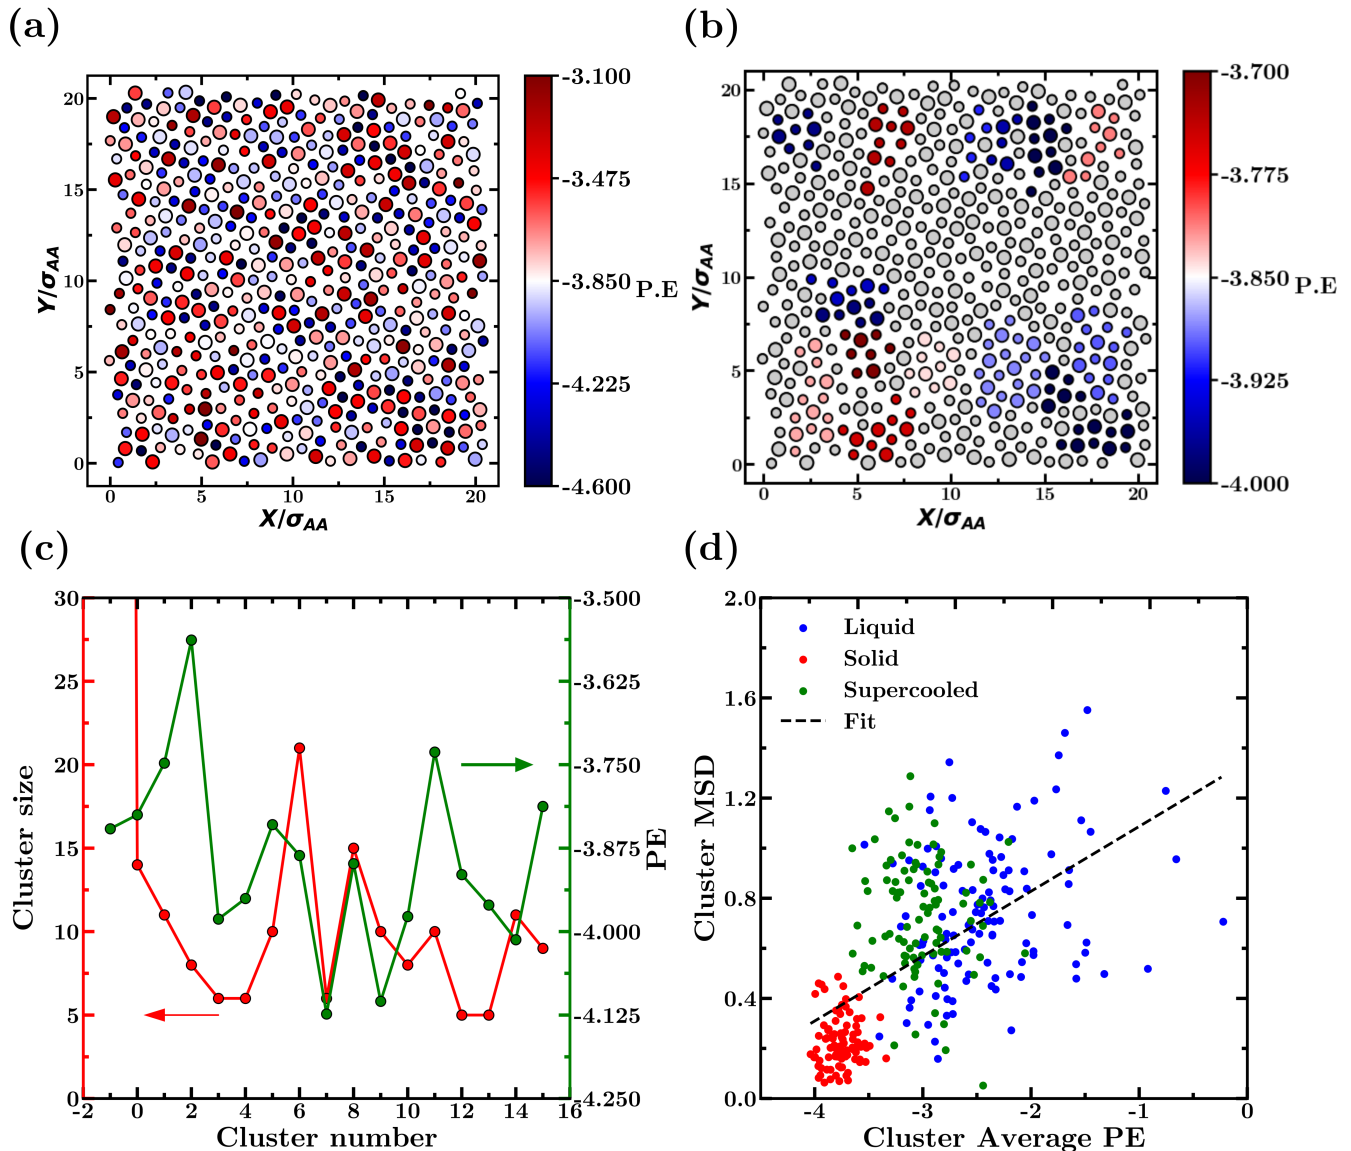 (a)
20
15
10
5
0
0 5 10 15 20
X/σAA
Y/σAA
-3.100
-3.475
-3.850
-4.225
-4.600
P.E
(b)
20
15
10
5
0
0 5 10 15 20
X/σAA
Y/σAA
-3.700
-3.775
-3.850
-3.925
-4.000
P.E
(c)
30
25
20
15
10
5
0
Cluster size
-2 0 2 4 6 8 10 12 14 16
Cluster number
-3.500
-3.625
-3.750
-3.875
-4.000
-4.125
-4.250
PE
(d)
2.0
1.6
1.2
0.8
0.4
0.0
Cluster MSD
Liquid
Solid
Supercooled
Fit
-4 -3 -2 -1 0
Cluster Average PE